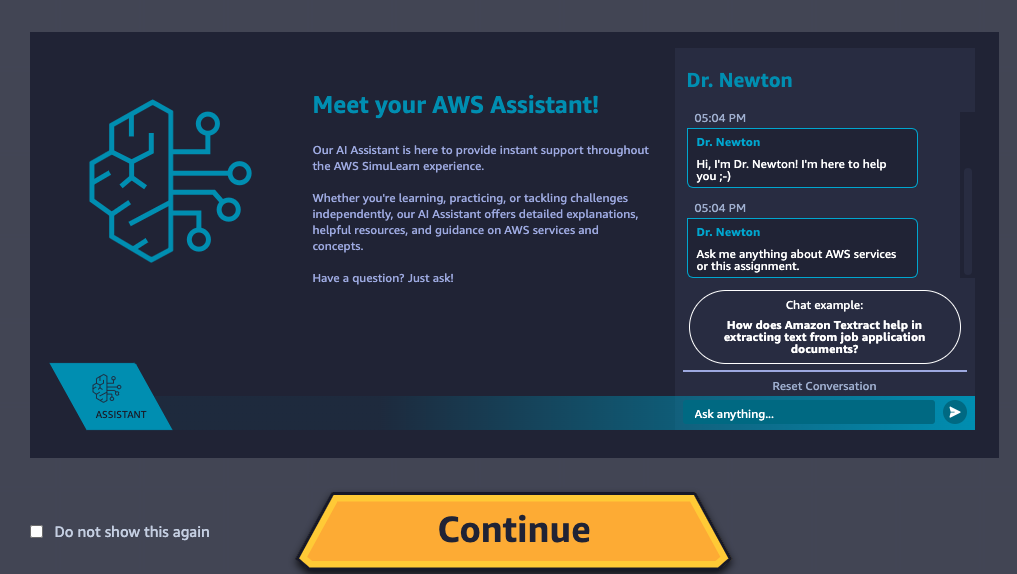 Meet your AWS Assistant!
Our AI Assistant is here to provide instant support throughout
the AWS SimuLearn experience.
Whether you're learning, practicing, or tackling challenges
independently, our AI Assistant offers detailed explanations,
helpful resources, and guidance on AWS services and
concepts.
Have a question? Just ask!
Dr. Newton
05:04 PM
Dr. Newton
Hi, I'm Dr. Newton! I'm here to help
you ;-)
05:04 PM
Dr. Newton
Ask me anything about AWS services
or this assignment.
Chat example:
How does Amazon Textract help in
extracting text from job application
documents?
Reset Conversation
ASSISTANT
Ask anything...
Do not show this again
Continue